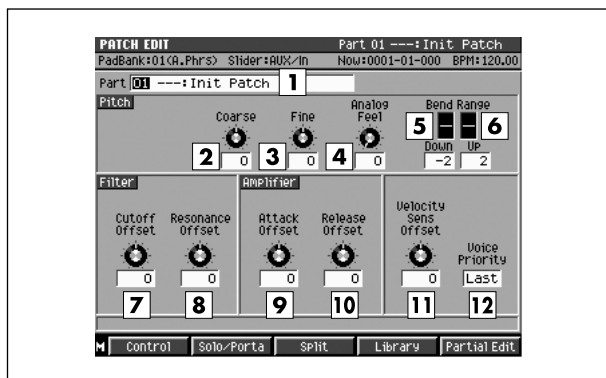 PATCH EDIT Part 01 ---:Init Patch
PadBank:01(A.Phrs) Slider:AUX/In Now:0001-01-000 BPM:120.00
Part 01 ---:Init Patch 1
Pitch
Coarse Fine Analog Feel Bend Range
2 3 4 5 6
0 0 0 Down -2 Up 2
Filter Amplifier
Cutoff Offset Resonance Offset Attack Offset Release Offset Velocity Sens Offset Voice Priority
0 0 0 0 0 Last
7 8 9 10 11 12
M Control Solo/Porta Split Library Partial Edit